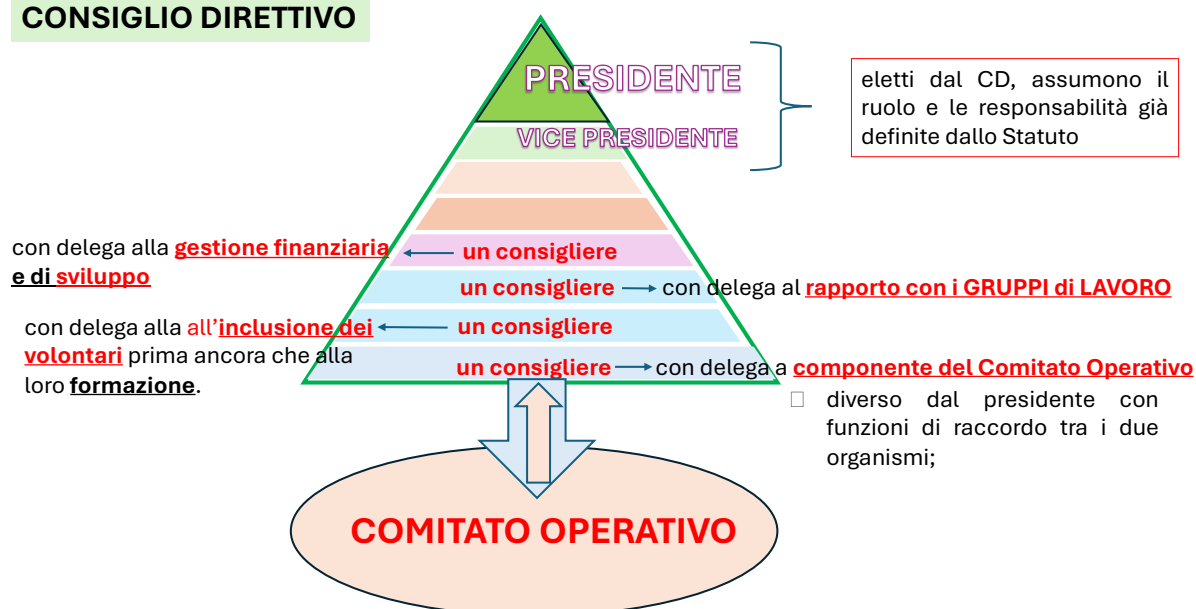 CONSIGLIO DIRETTIVO
PRESIDENTE
VICE PRESIDENTE
eletti dal CD, assumono il
ruolo e le responsabilità già
definite dallo Statuto
con delega alla gestione finanziaria
e di sviluppo
un consigliere
un consigliere
con delega al rapporto con i GRUPPI di LAVORO
con delega alla all'inclusione dei
volontari prima ancora che alla
loro formazione.
un consigliere
un consigliere
con delega a componente del Comitato Operativo
diverso dal presidente con
funzioni di raccordo tra i due
organismi;
COMITATO OPERATIVO